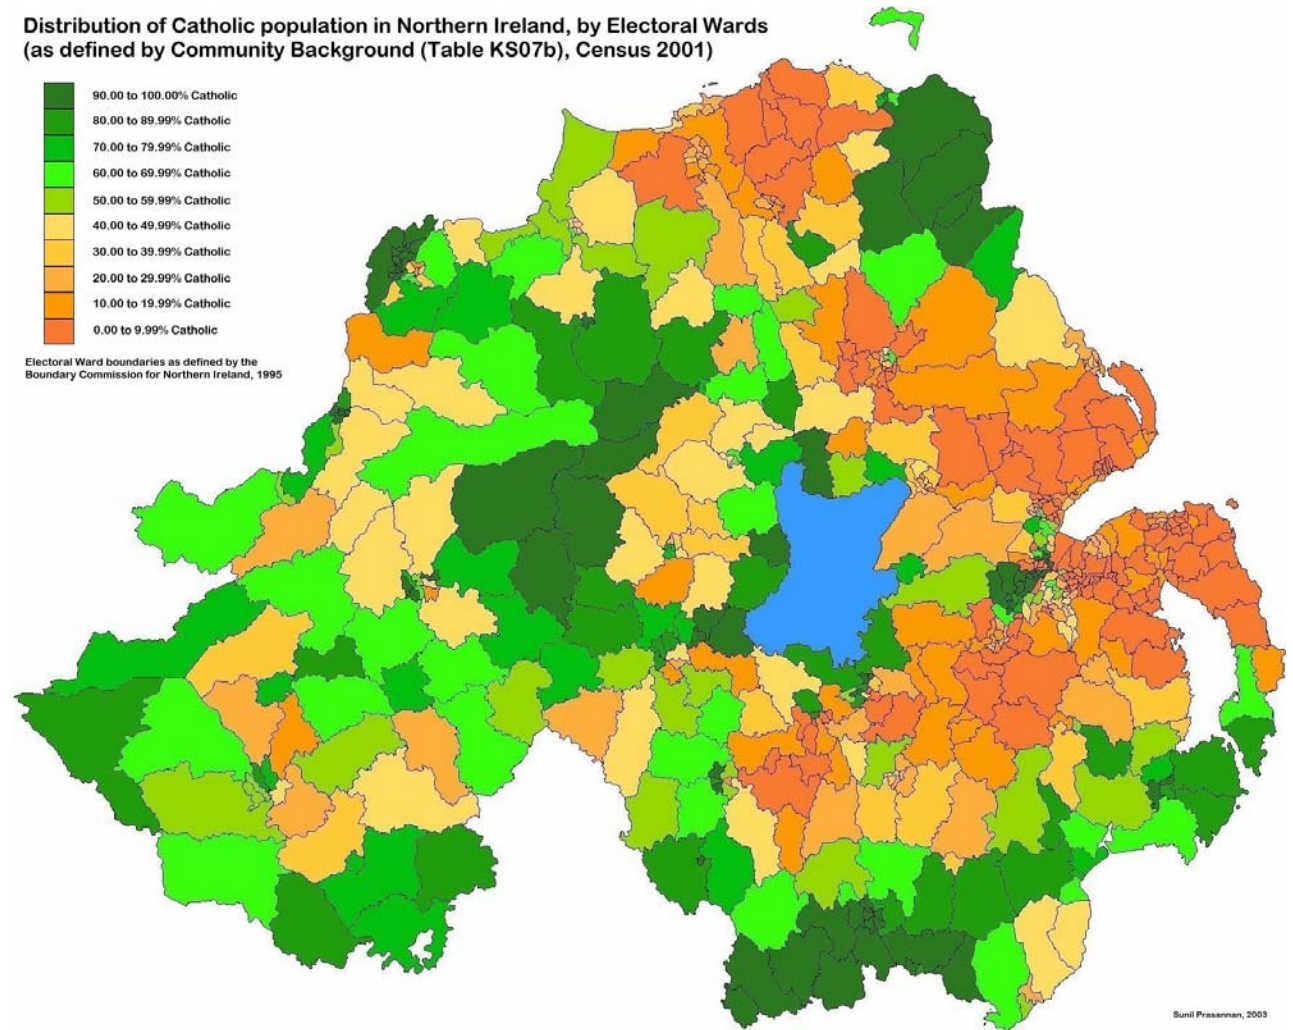 Distribution of Catholic population in Northern Ireland, by Electoral Wards
(as defined by Community Background (Table KS07b), Census 2001)
90.00 to 100.00% Catholic
80.00 to 89.99% Catholic
70.00 to 79.99% Catholic
60.00 to 69.99% Catholic
50.00 to 59.99% Catholic
40.00 to 49.99% Catholic
30.00 to 39.99% Catholic
20.00 to 29.99% Catholic
10.00 to 19.99% Catholic
0.00 to 9.99% Catholic
Electoral Ward boundaries as defined by the
Boundary Commission for Northern Ireland, 1995
Sunil Prasannan, 2003